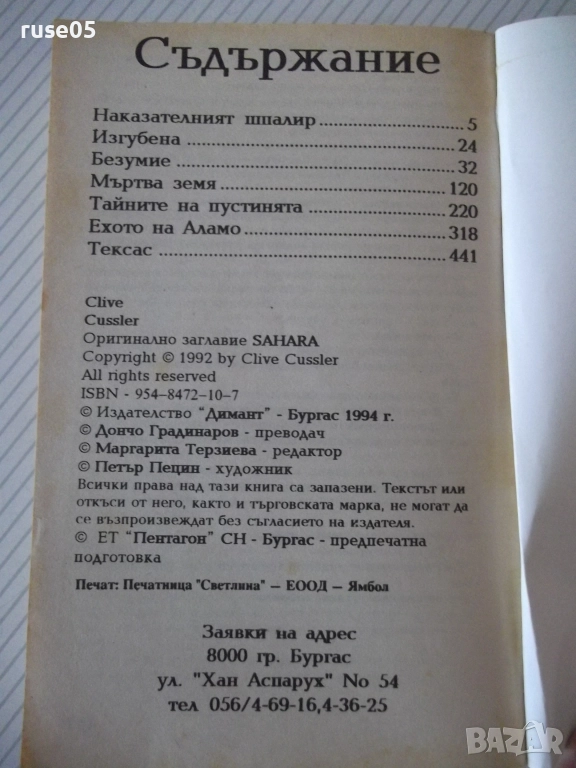 ruse05
Съдържание
Наказателният шпалир.......................5
Изгубена.......................24
Безумие.......................32
Мъртва земя.......................120
Тайните на пустинята.......................220
Ехото на Аламо.......................318
Тексас.......................441
Clive
Cussler
Оригинално заглавие SAHARA
Copyright © 1992 by Clive Cussler
All rights reserved
ISBN - 954-8472-10-7
© Издателство "Димант" - Бургас 1994 г.
© Дончо Градинаров - преводач
© Маргарита Терзиева - редактор
© Петър Пецин - художник
Всички права над тази книга са запазени. Текстът или
откъси от него, както и търговската марка, не могат да
се възпроизвеждат без съгласието на издателя.
© ЕТ "Пентагон" СН - Бургас - предпечатна
подготовка
Печат: Печатница "Светлина" – ЕООД – Ямбол
Заявки на адрес
8000 гр. Бургас
ул. "Хан Аспарух" No 54
тел 056/4-69-16,4-36-25
BAZAR